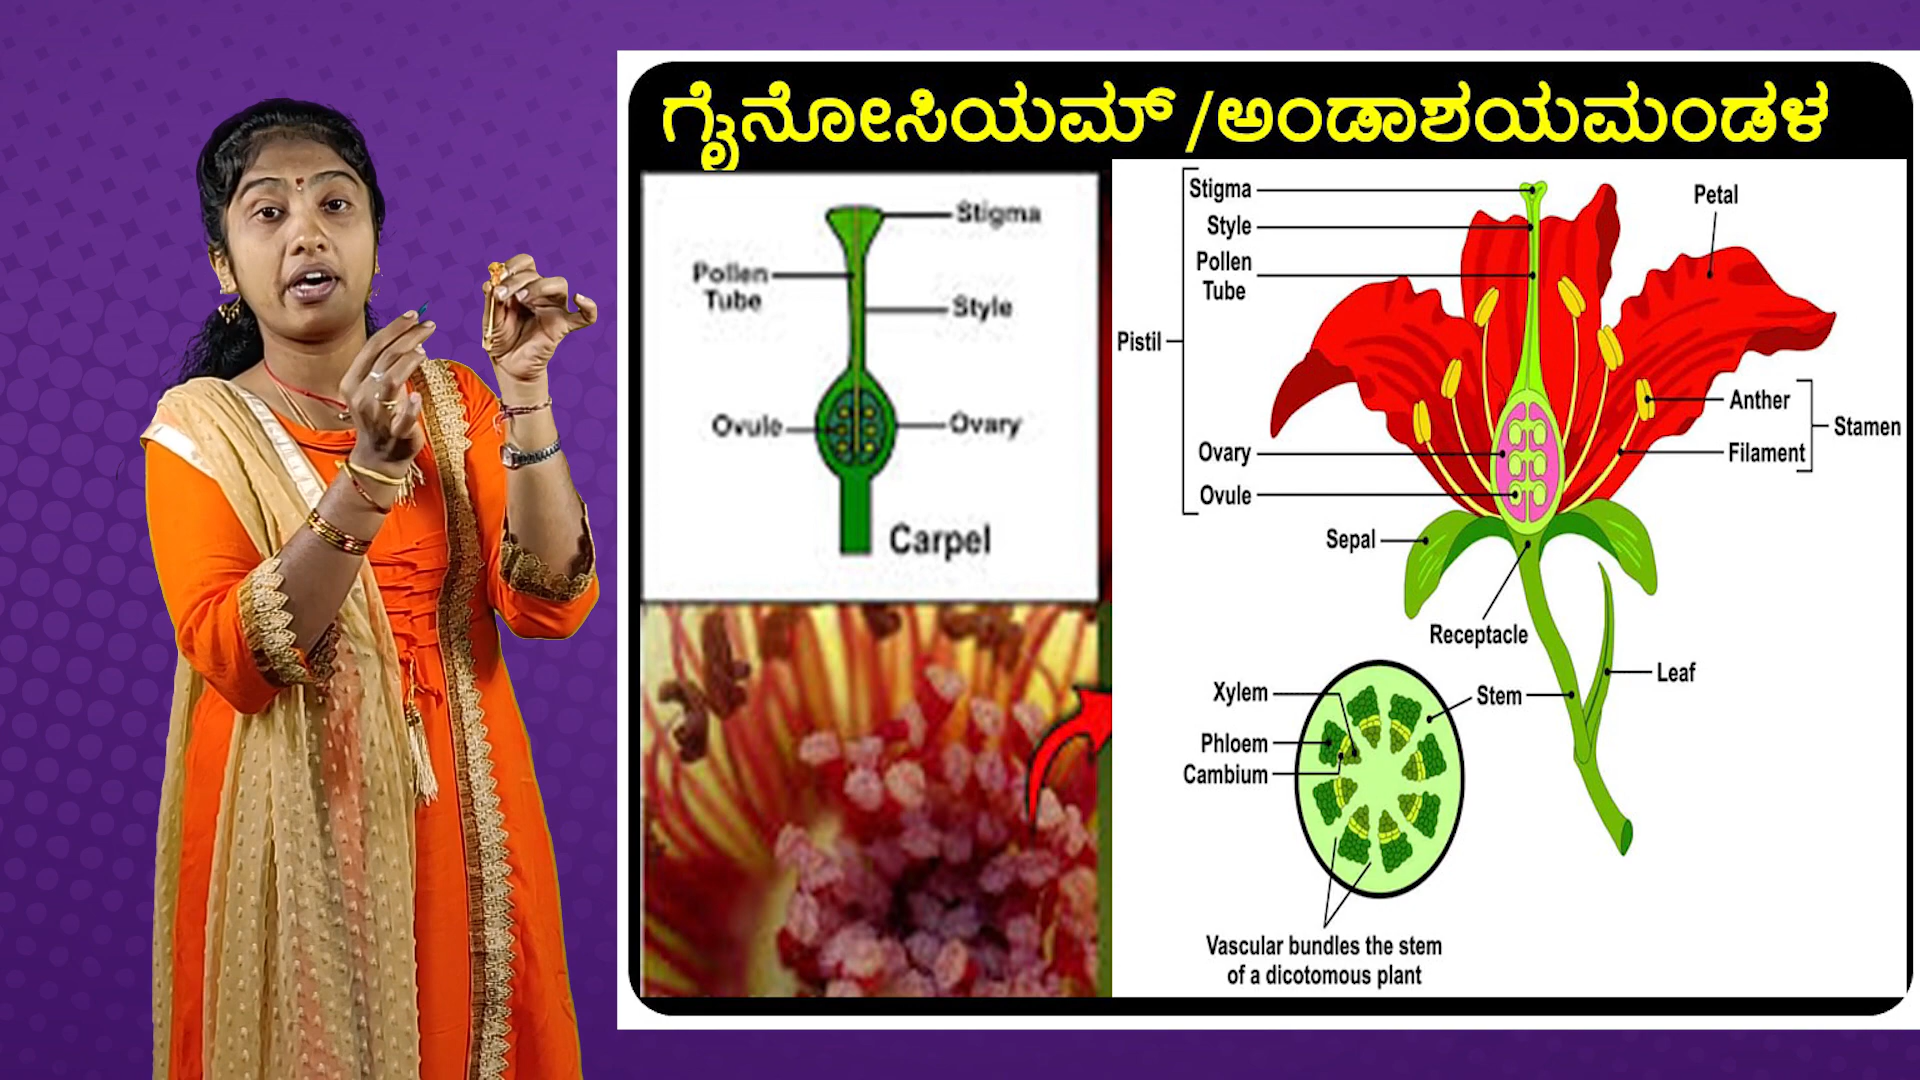 ಗೈನೋಸಿಯಮ್ /ಅಂಡಾಶಯಮಂಡಳ
Stigma
Pollen
Tube
Style
Ovule
Ovary
Carpel
Stigma
Style
Pollen
Tube
Pistil
Ovary
Ovule
Sepal
Petal
Anther
Filament
Stamen
Receptacle
Leaf
Xylem
Stem
Phloem
Cambium
Vascular bundles the stem
of a dicotomous plant